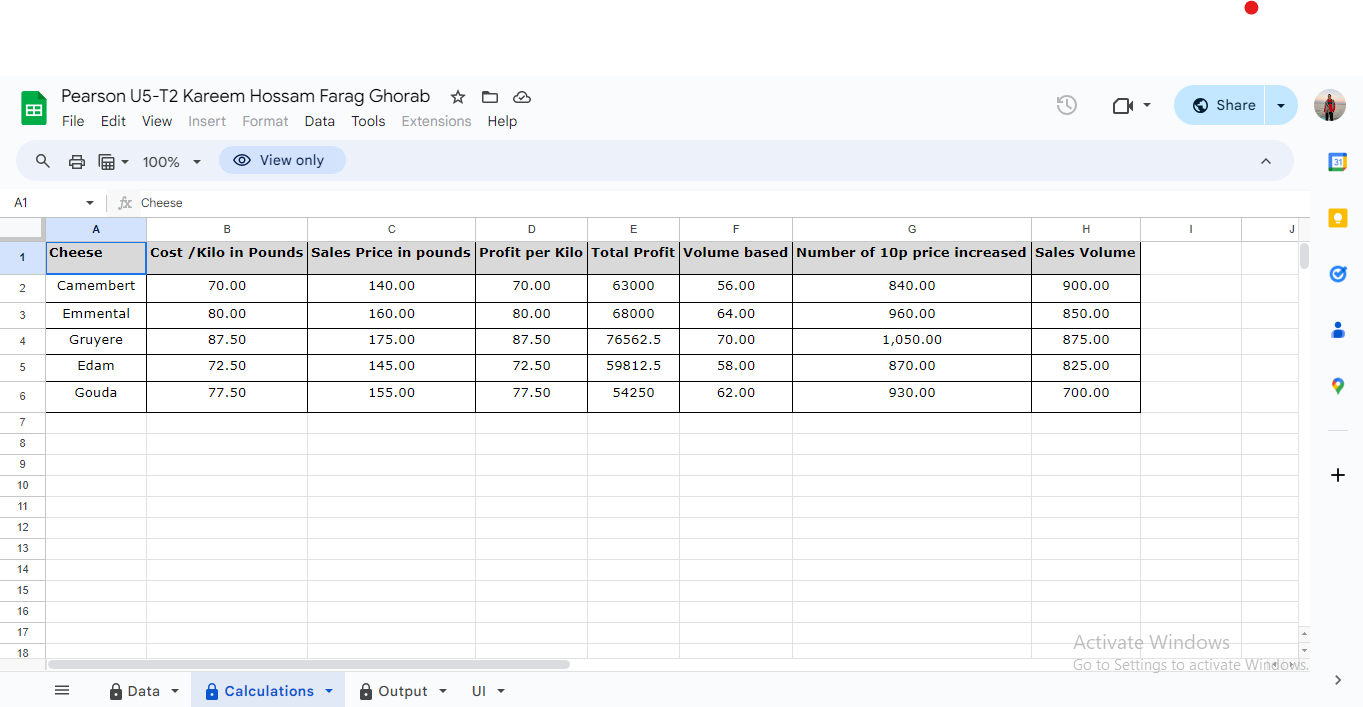 Pearson U5-T2 Kareem Hossam Farag Ghorab
File Edit View Insert Format Data Tools Extensions Help
Share
100% View only
31
A1 fx Cheese
A B C D E F G H I J
1 Cheese Cost /Kilo in Pounds Sales Price in pounds Profit per Kilo Total Profit Volume based Number of 10p price increased Sales Volume
2 Camembert 70.00 140.00 70.00 63000 56.00 840.00 900.00
3 Emmental 80.00 160.00 80.00 68000 64.00 960.00 850.00
4 Gruyere 87.50 175.00 87.50 76562.5 70.00 1,050.00 875.00
5 Edam 72.50 145.00 72.50 59812.5 58.00 870.00 825.00
6 Gouda 77.50 155.00 77.50 54250 62.00 930.00 700.00
7
8
9
10
11
12
13
14
15
16
17
18
Activate Windows
Go to Settings to activate Windows.
Data Calculations Output UI